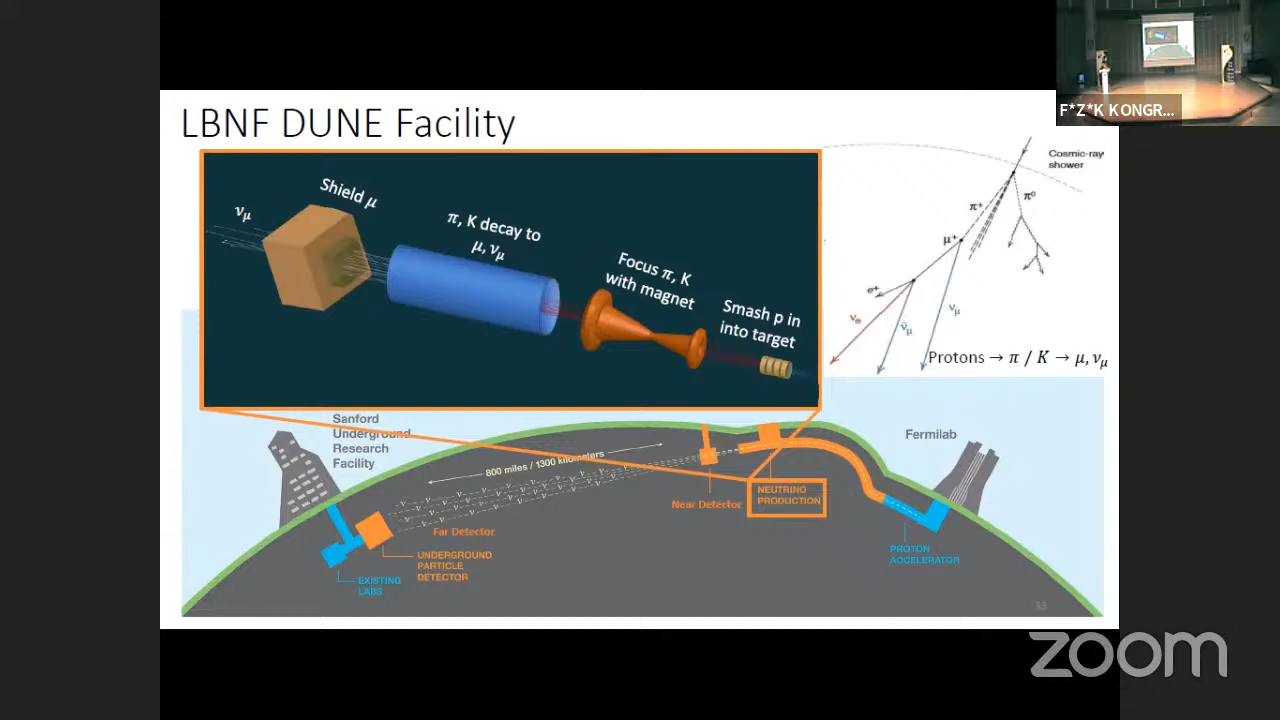 LBNF DUNE Facility
F*Z*K KONGR...
Shield μ
ν_μ
π, K decay to
μ, ν_μ
Focus π, K
with magnet
Smash p in
into target
Cosmic-ray
shower
π⁺
π⁰
μ⁺
e⁺
ν_e
ν̄_μ
ν_μ
Protons → π / K → μ, ν_μ
Sanford
Underground
Research
Facility
Fermilab
800 miles / 1300 kilometers
Near Detector
NEUTRINO
PRODUCTION
Far Detector
UNDERGROUND
PARTICLE
DETECTOR
EXISTING
LABS
PROTON
ACCELERATOR
33
zoom